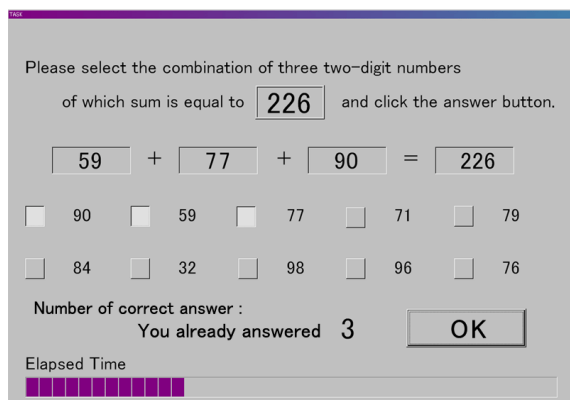 TASK
Please select the combination of three two-digit numbers
of which sum is equal to 226 and click the answer button.
59 + 77 + 90 = 226
90 59 77 71 79
84 32 98 96 76
Number of correct answer :
You already answered 3 OK
Elapsed Time